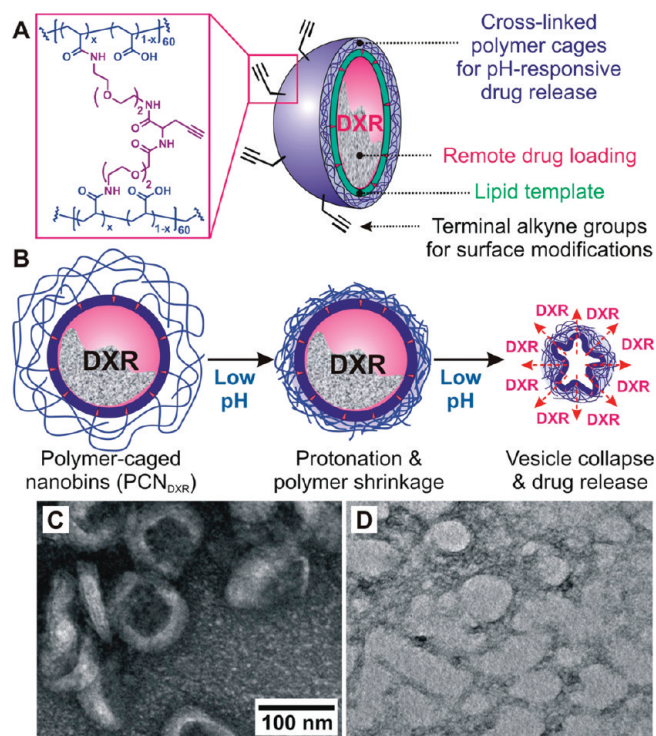 A
x
1-x
60
O
NH
O
OH
O
2
NH
O
NH
O
O
2
NH
O
O
OH
x
1-x
60
DXR
Cross-linked
polymer cages
for pH-responsive
drug release
Remote drug loading
Lipid template
Terminal alkyne groups
for surface modifications
B
DXR
Low
pH
DXR
Low
pH
DXR DXR
DXR DXR
DXR DXR
DXR DXR
DXR DXR
Polymer-caged
nanobins (PCNDXR)
Protonation &
polymer shrinkage
Vesicle collapse
& drug release
C
100 nm
D